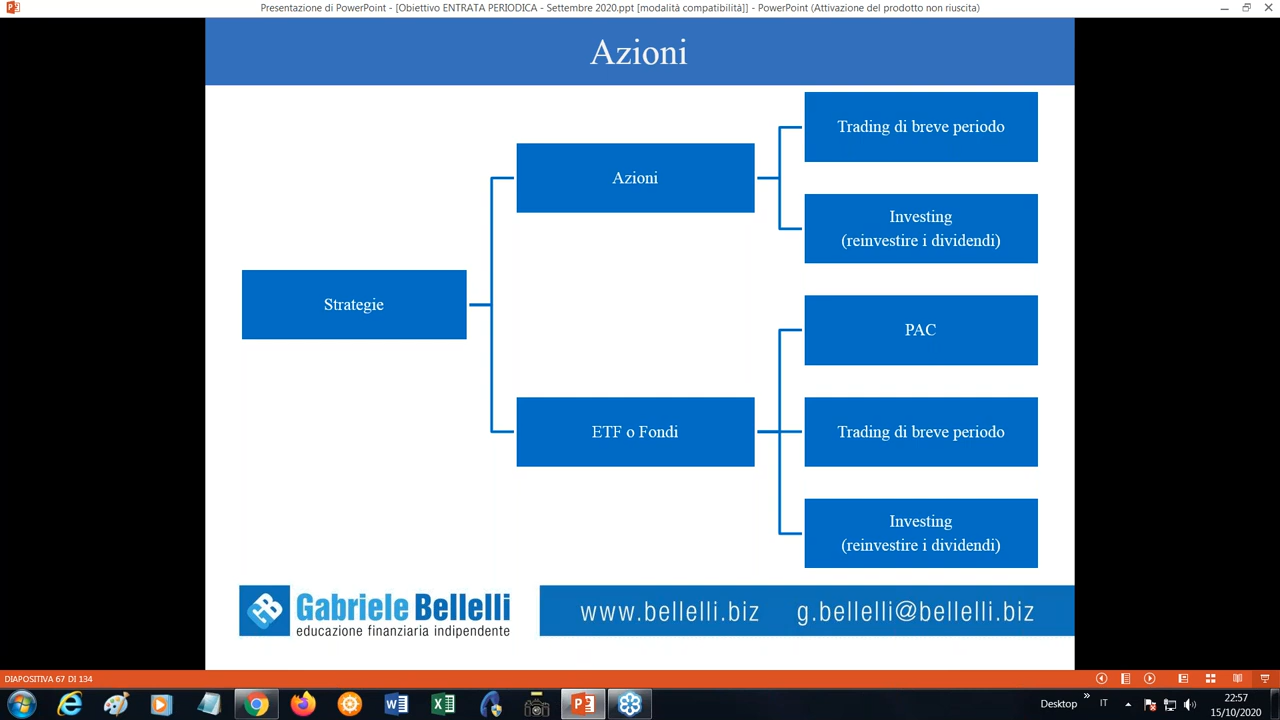 Presentazione di PowerPoint - [Obiettivo ENTRATA PERIODICA - Settembre 2020.ppt [modalità compatibilità]] - PowerPoint (Attivazione del prodotto non riuscita)
Azioni
Trading di breve periodo
Azioni
Investing
(reinvestire i dividendi)
Strategie
PAC
ETF o Fondi
Trading di breve periodo
Investing
(reinvestire i dividendi)
Gabriele Bellelli
educazione finanziaria indipendente
www.bellelli.biz g.bellelli@bellelli.biz
DIAPOSITIVA 67 DI 134
Desktop
IT
22:57
15/10/2020